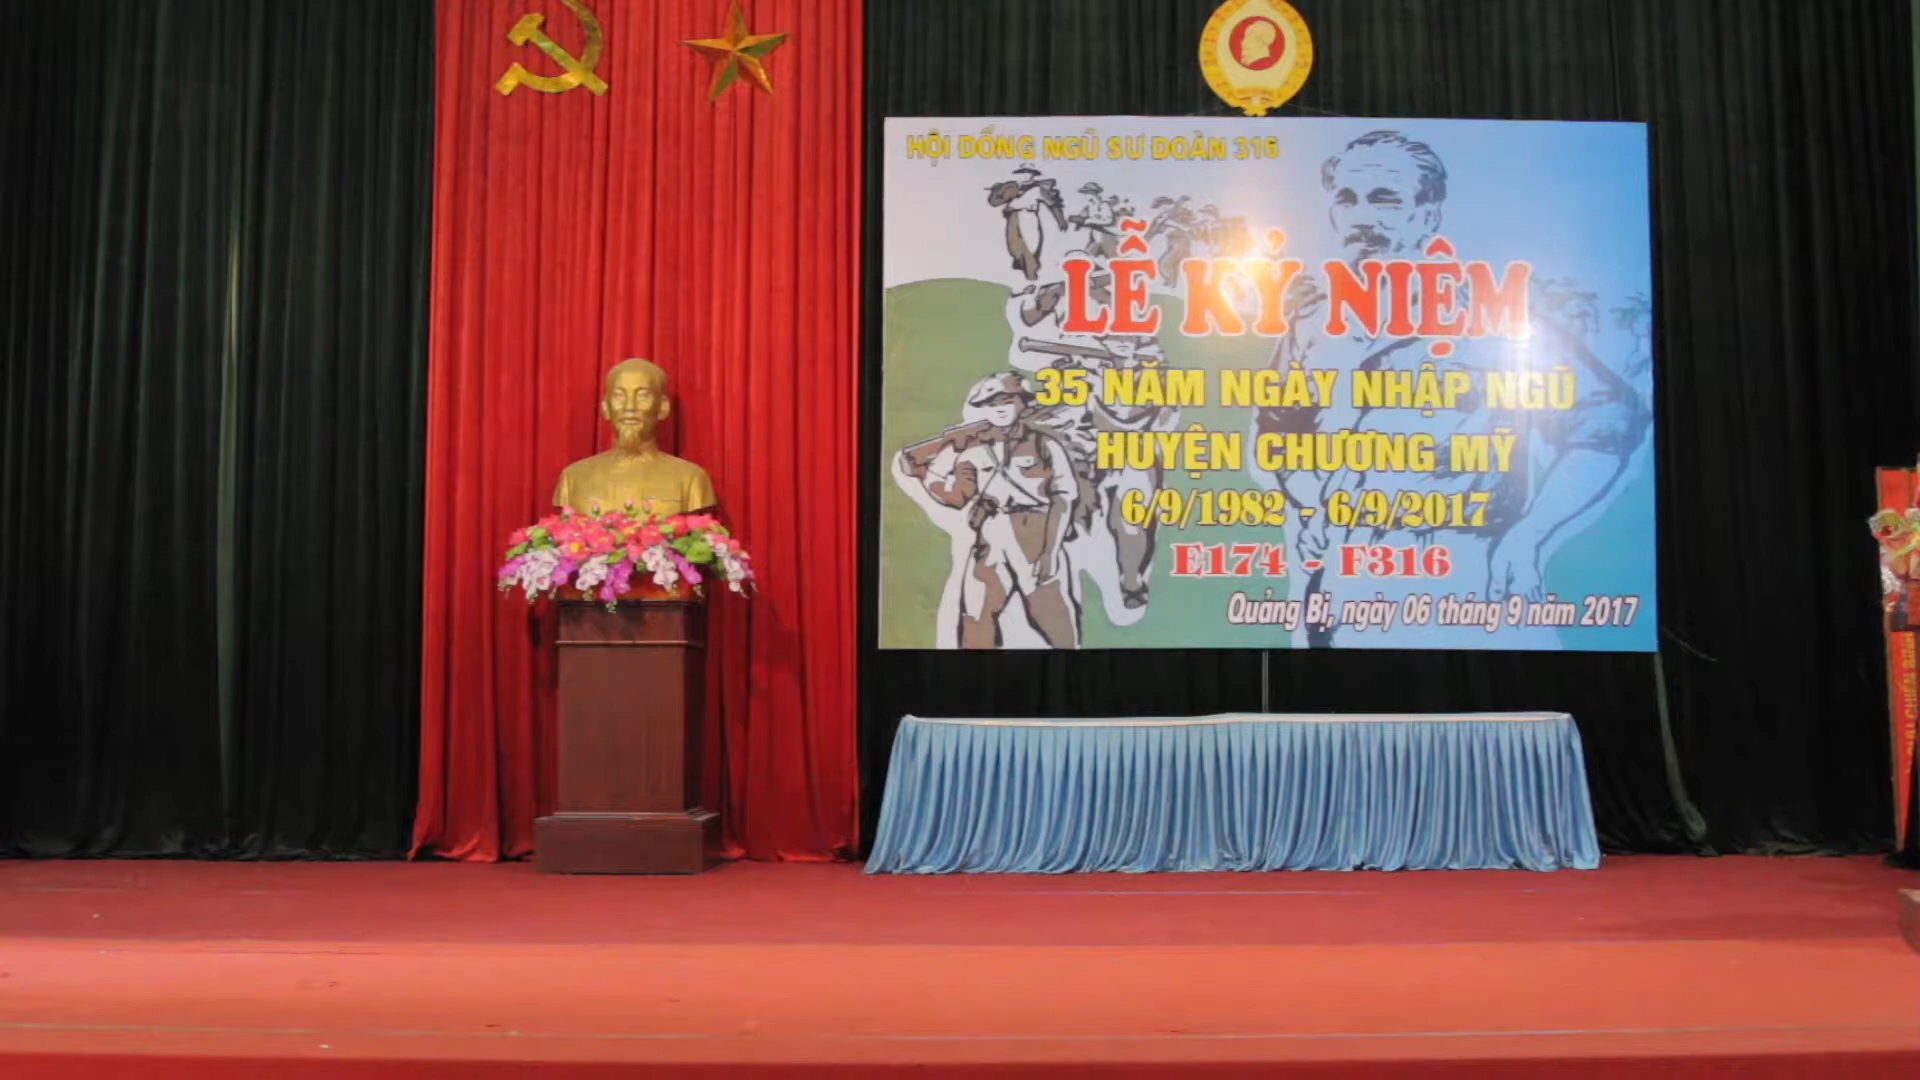 HỘI ĐỒNG NGŨ SƯ ĐOÀN 316
LỄ KỶ NIỆM
35 NĂM NGÀY NHẬP NGŨ
HUYỆN CHƯƠNG MỸ
6/9/1982 - 6/9/2017
E174 - F316
Quảng Bị, ngày 06 tháng 9 năm 2017